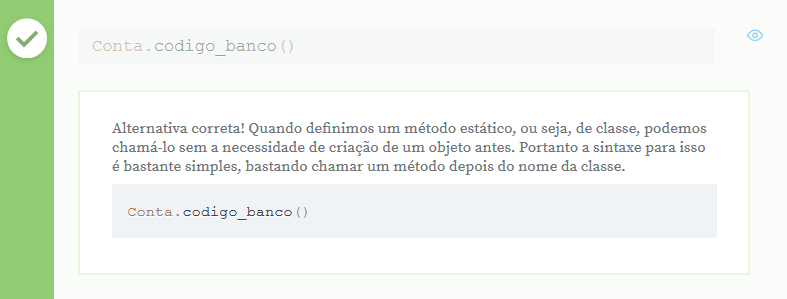 Conta.codigo_banco()
Alternativa correta! Quando definimos um método estático, ou seja, de classe, podemos
chamá-lo sem a necessidade de criação de um objeto antes. Portanto a sintaxe para isso
é bastante simples, bastando chamar um método depois do nome da classe.
Conta.codigo_banco()